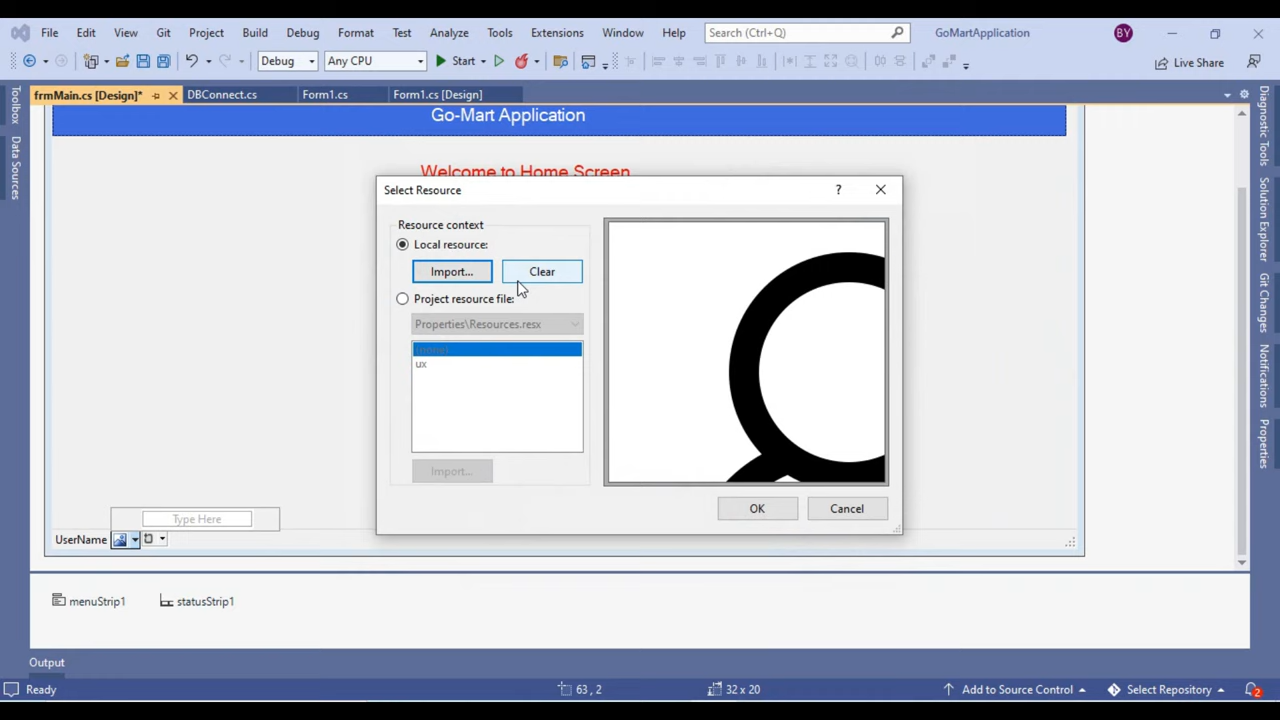 File Edit View Git Project Build Debug Format Test Analyze Tools Extensions Window Help Search (Ctrl+Q) GoMartApplication BY
Debug Any CPU Start Live Share
frmMain.cs [Design]* DBConnect.cs Form1.cs Form1.cs [Design]
Toolbox
Data Sources
Go-Mart Application
Welcome to Home Screen
Select Resource ?
Resource context
Local resource:
Import... Clear
Project resource file:
Properties\Resources.resx
(none)
ux
Import...
OK Cancel
Type Here
UserName
menuStrip1 statusStrip1
Output
Ready 63 , 2 32 x 20 Add to Source Control Select Repository 2
Diagnostic Tools
Solution Explorer
Git Changes
Notifications
Properties